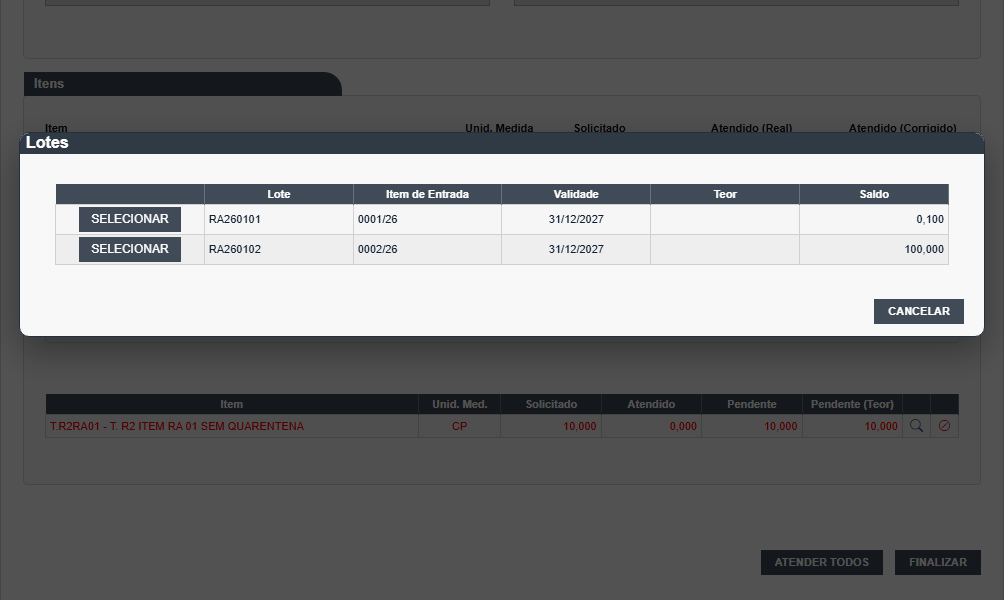 Itens
Item Unid. Medida Solicitado Atendido (Real) Atendido (Corrigido)
Lotes
Lote Item de Entrada Validade Teor Saldo
SELECIONAR RA260101 0001/26 31/12/2027 0,100
SELECIONAR RA260102 0002/26 31/12/2027 100,000
CANCELAR
Item Unid. Med. Solicitado Atendido Pendente Pendente (Teor)
T.R2RA01 - T. R2 ITEM RA 01 SEM QUARENTENA CP 10,000 0,000 10,000 10,000
ATENDER TODOS FINALIZAR